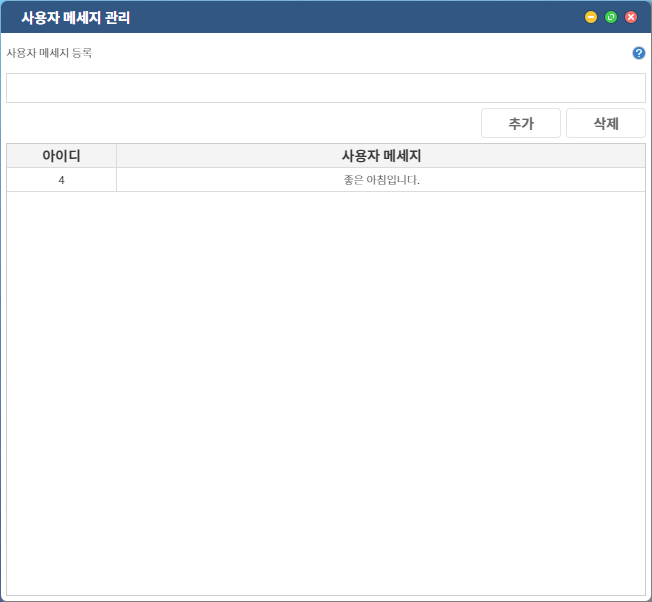 사용자 메세지 관리
사용자 메세지 등록
추가 삭제
아이디 사용자 메세지
4 좋은 아침입니다.